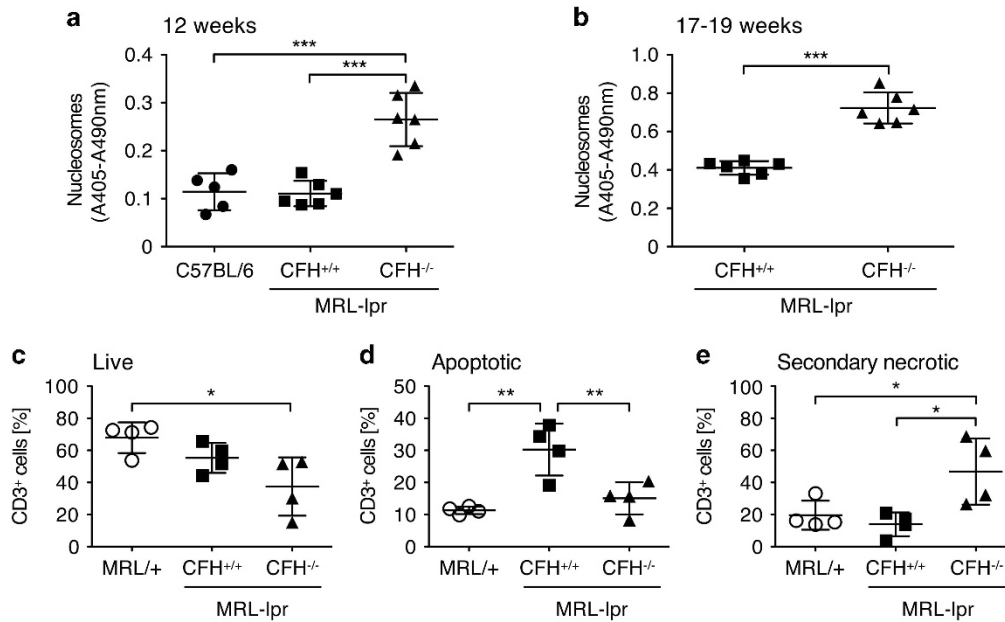 a
12 weeks
Nucleosomes
(A405-A490nm)
0.4
0.3
0.2
0.1
0
***
***
C57BL/6
CFH+/+
CFH-/-
MRL-lpr
b
17-19 weeks
Nucleosomes
(A405-A490nm)
1.0
0.8
0.6
0.4
0.2
0
***
CFH+/+
CFH-/-
MRL-lpr
c
Live
CD3+ cells [%]
100
80
60
40
20
0
*
MRL/+
CFH+/+
CFH-/-
MRL-lpr
d
Apoptotic
CD3+ cells [%]
50
40
30
20
10
0
**
**
MRL/+
CFH+/+
CFH-/-
MRL-lpr
e
Secondary necrotic
CD3+ cells [%]
100
80
60
40
20
0
*
*
MRL/+
CFH+/+
CFH-/-
MRL-lpr